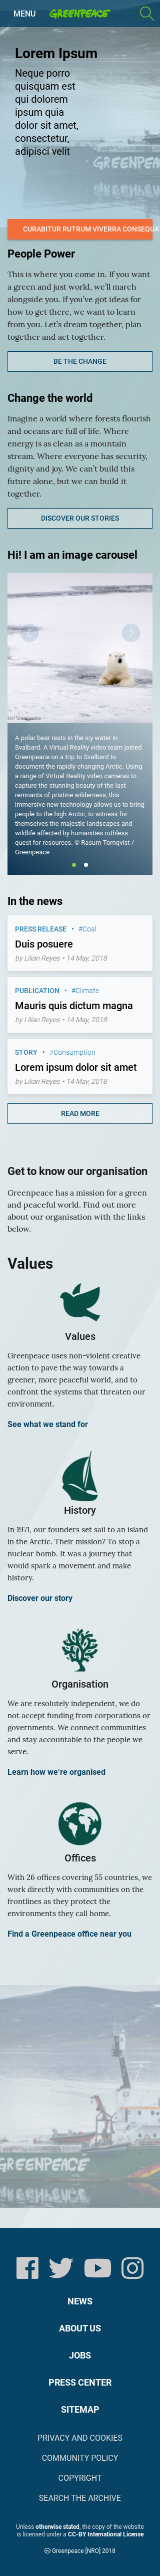 MENU GREENPEACE
Lorem Ipsum
Neque porro
quisquam est
qui dolorem
ipsum quia
dolor sit amet,
consectetur,
adipisci velit
GREENPEACE
CURABITUR RUTRUM VIVERRA CONSEQUA
People Power
This is where you come in. If you want
a green and just world, we'll march
alongside you. If you've got ideas for
how to get there, we want to learn
from you. Let's dream together, plan
together and act together.
BE THE CHANGE
Change the world
Imagine a world where forests flourish
and oceans are full of life. Where
energy is as clean as a mountain
stream. Where everyone has security,
dignity and joy. We can't build this
future alone, but we can build it
together.
DISCOVER OUR STORIES
Hi! I am an image carousel
A polar bear rests in the icy water in
Svalbard. A Virtual Reality video team joined
Greenpeace on a trip to Svalbard to
document the rapidly changing Arctic. Using
a range of Virtual Reality video cameras to
capture the stunning beauty of the last
remnants of pristine wilderness, this
immersive new technology allows us to bring
people to the high Arctic, to witness for
themselves the majestic landscapes and
wildlife affected by humanities ruthless
quest for resources. © Rasum Tornqvist /
Greenpeace
In the news
PRESS RELEASE • #Coal
Duis posuere
by Lilian Reyes • 14 May, 2018
PUBLICATION • #Climate
Mauris quis dictum magna
by Lilian Reyes • 14 May, 2018
STORY • #Consumption
Lorem ipsum dolor sit amet
by Lilian Reyes • 14 May, 2018
READ MORE
Get to know our organisation
Greenpeace has a mission for a green
and peaceful world. Find out more
about our organisation with the links
below.
Values
Values
Greenpeace uses non-violent creative
action to pave the way towards a
greener, more peaceful world, and to
confront the systems that threaten our
environment.
See what we stand for
History
In 1971, our founders set sail to an island
in the Arctic. Their mission? To stop a
nuclear bomb. It was a journey that
would spark a movement and make
history.
Discover our story
Organisation
We are resolutely independent, we do
not accept funding from corporations or
governments. We connect communities
and stay accountable to the people we
serve.
Learn how we're organised
Offices
With 26 offices covering 55 countries, we
work directly with communities on the
frontlines as they protect the
environments they call home.
Find a Greenpeace office near you
GREENPEACE
NEWS
ABOUT US
JOBS
PRESS CENTER
SITEMAP
PRIVACY AND COOKIES
COMMUNITY POLICY
COPYRIGHT
SEARCH THE ARCHIVE
Unless otherwise stated, the copy of the website
is licensed under a CC-BY International License
Greenpeace [NRO] 2018